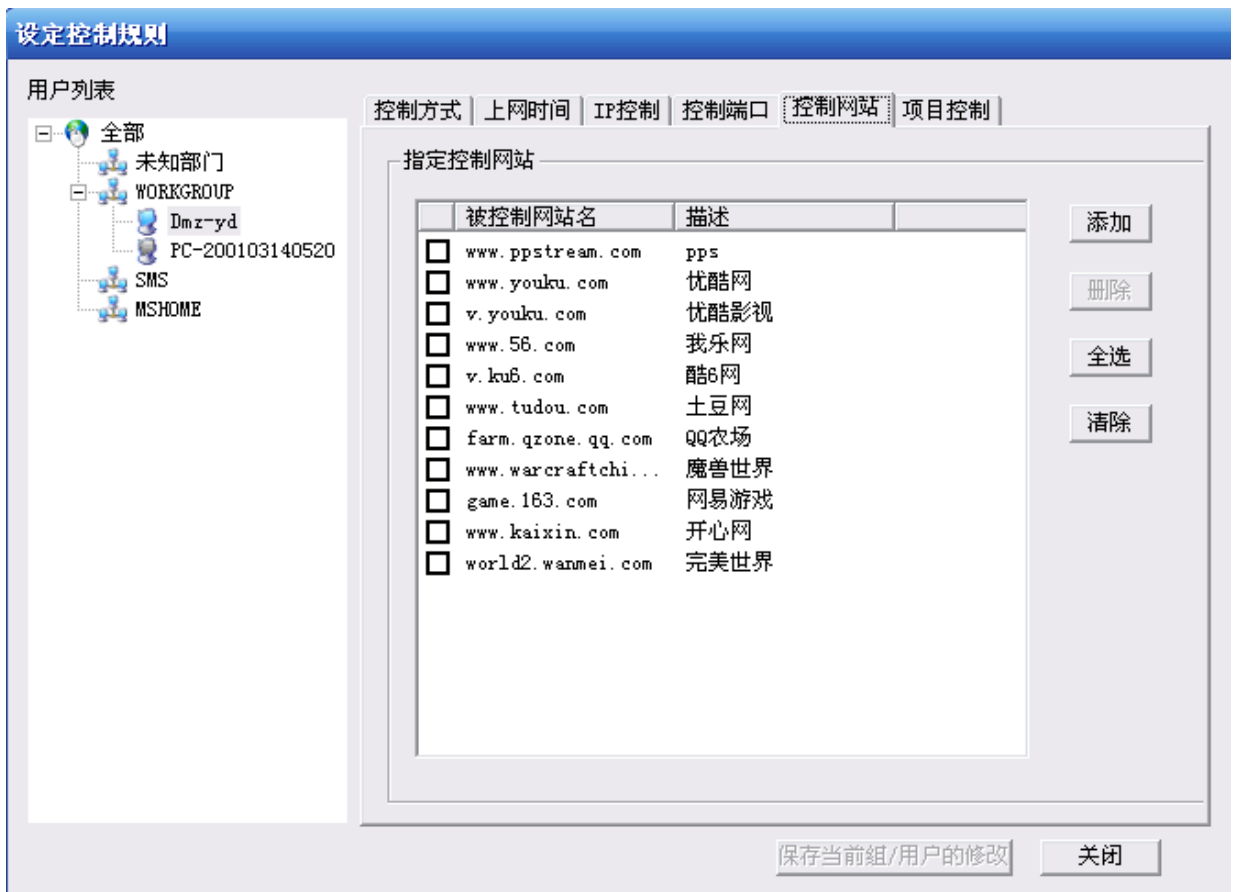 设定控制规则
用户列表
全部
未知部门
WORKGROUP
Dmz-yd
PC-200103140520
SMS
MSHOME
控制方式 上网时间 IP控制 控制端口 控制网站 项目控制
指定控制网站
被控制网站名 描述
www.ppstream.com pps
www.youku.com 优酷网
v.youku.com 优酷影视
www.56.com 我乐网
v.ku6.com 酷6网
www.tudou.com 土豆网
farm.qzone.qq.com QQ农场
www.warcraftchi... 魔兽世界
game.163.com 网易游戏
www.kaixin.com 开心网
world2.wanmei.com 完美世界
添加
删除
全选
清除
保存当前组/用户的修改 关闭